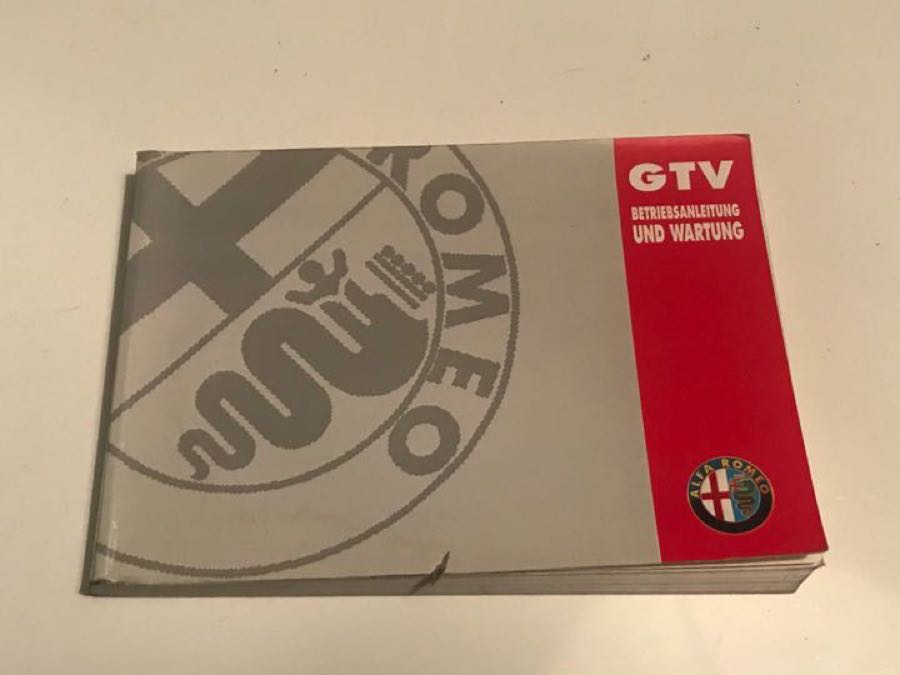 ROMEO
GTV
BETRIEBSANLEITUNG
UND WARTUNG
ALFA ROMEO